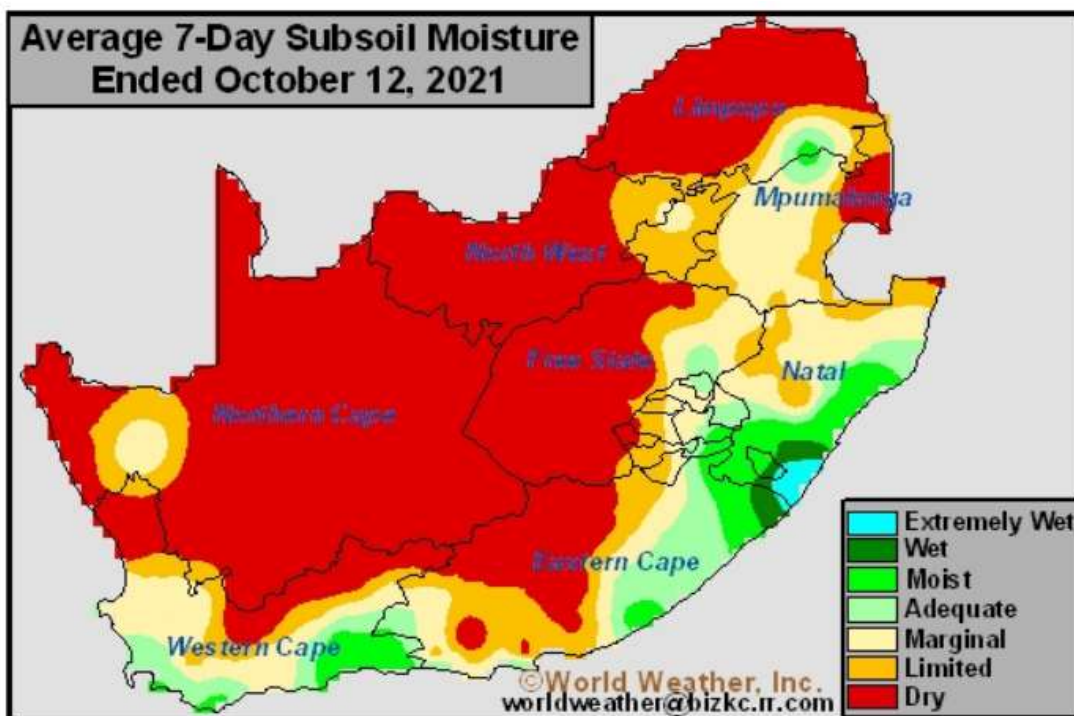 Average 7-Day Subsoil Moisture
Ended October 12, 2021
Limpopo
Mpumalanga
North West
Free State
Natal
Northern Cape
Eastern Cape
Western Cape
Extremely Wet
Wet
Moist
Adequate
Marginal
Limited
Dry
©World Weather, Inc.
worldweather@bizkc.rr.com